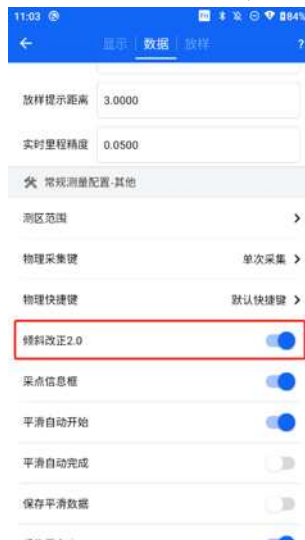 11:03
84%
显示 | 数据 | 放样
?
放样提示距离 3.0000
实时里程精度 0.0500
常规测量配置-其他
测区范围
物理采集键 单次采集
物理快捷键 默认快捷键
倾斜改正2.0
采点信息框
平滑自动开始
平滑自动完成
保存平滑数据